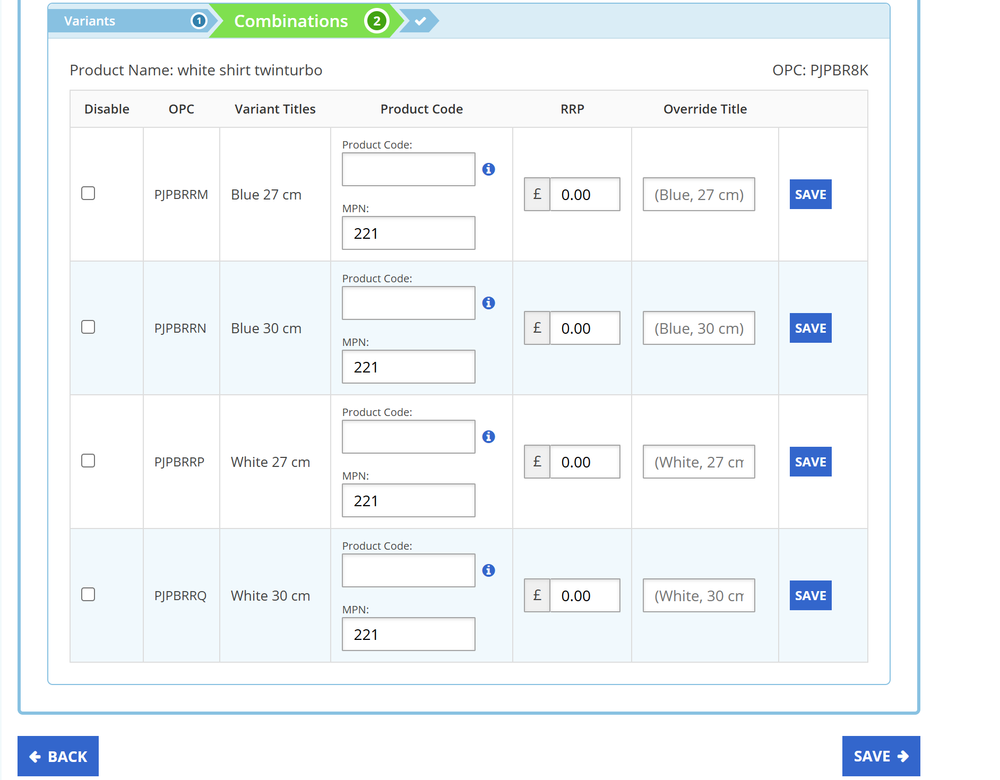 Variants 1 Combinations 2
Product Name: white shirt twinturbo OPC: PJPBR8K
Disable OPC Variant Titles Product Code RRP Override Title
Product Code:
PJPBRRM Blue 27 cm £ 0.00 (Blue, 27 cm) SAVE
MPN:
221
Product Code:
PJPBRRN Blue 30 cm £ 0.00 (Blue, 30 cm) SAVE
MPN:
221
Product Code:
PJPBRRP White 27 cm £ 0.00 (White, 27 cm SAVE
MPN:
221
Product Code:
PJPBRRQ White 30 cm £ 0.00 (White, 30 cm SAVE
MPN:
221
BACK SAVE